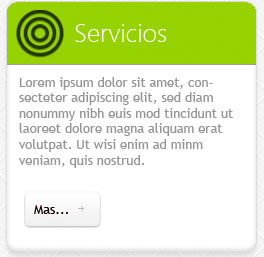 Servicios
Lorem ipsum dolor sit amet, con-
secteter adipiscing elit, sed diam
nonummy nibh euis mod tincidunt ut
laoreet dolore magna aliquam erat
volutpat. Ut wisi enim ad minm
veniam, quis nostrud.
Mas...